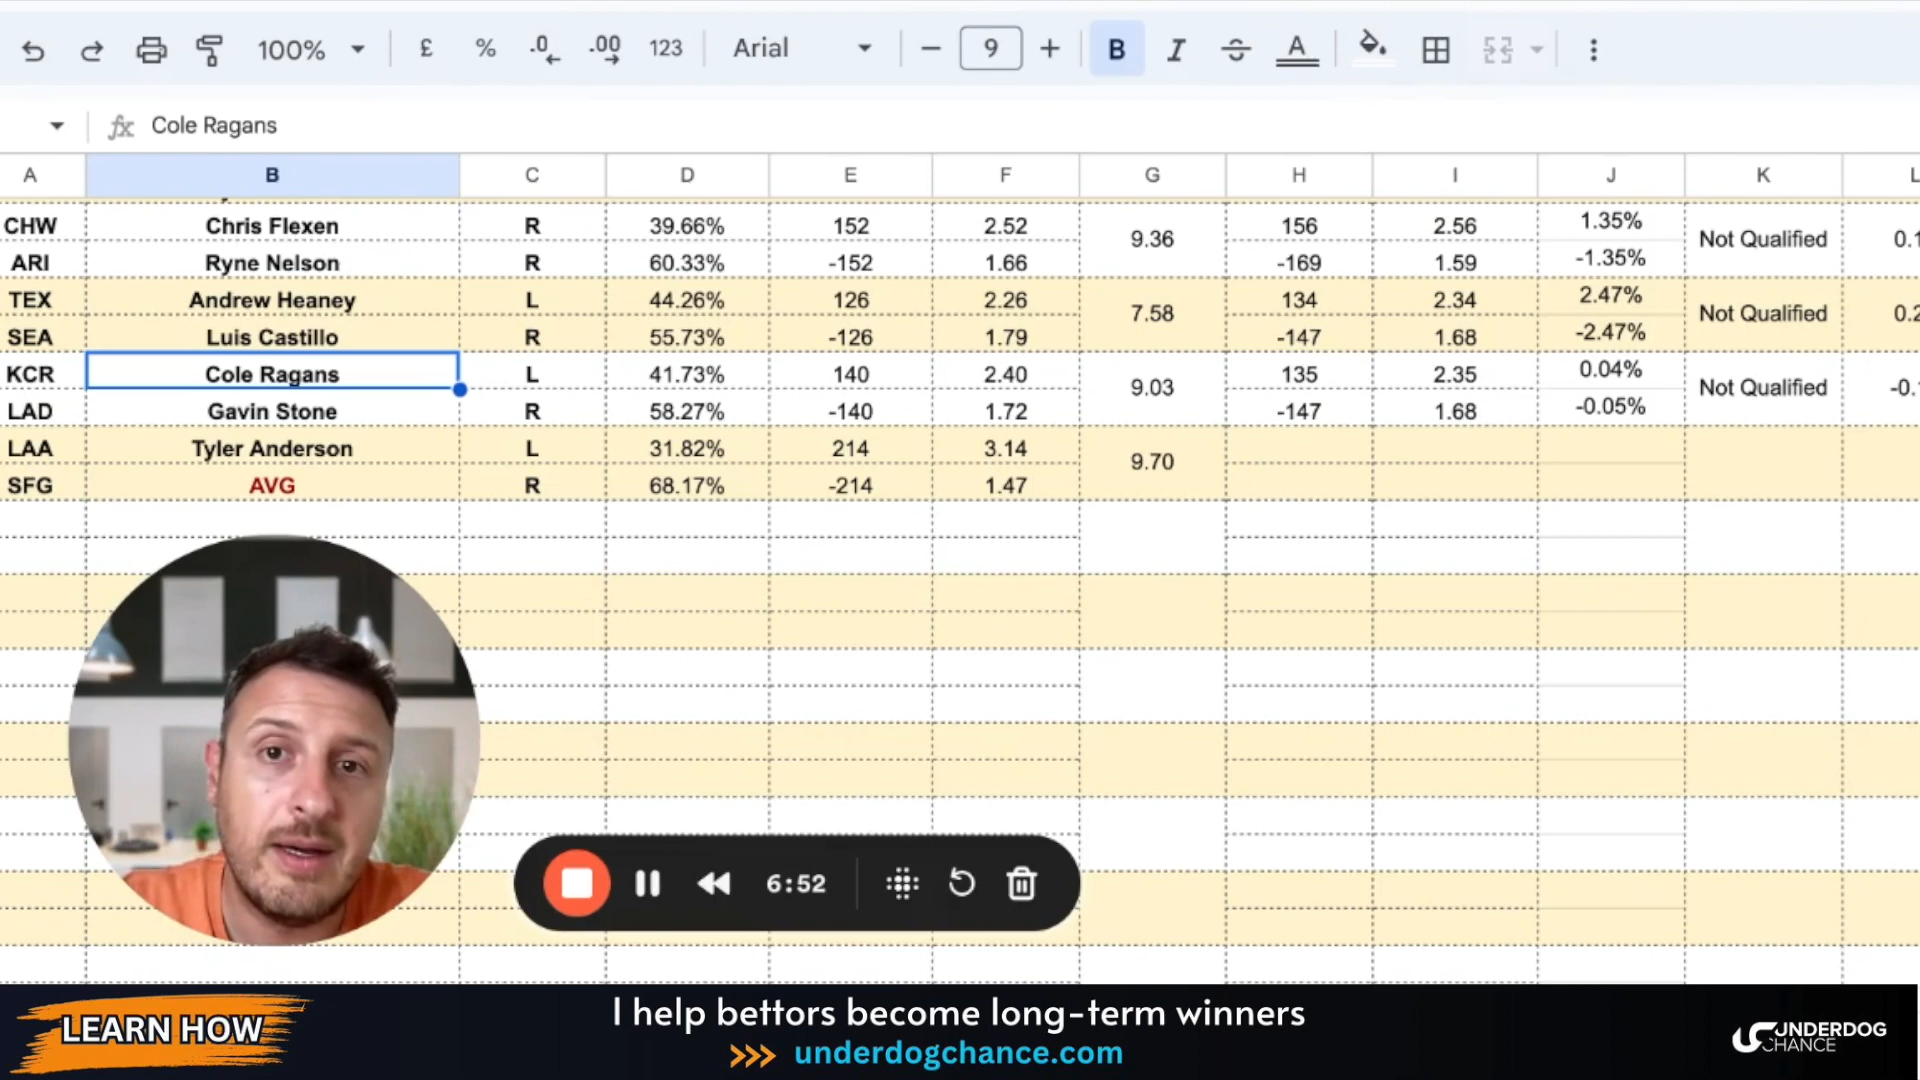 100% £ % .0 .00 123 Arial 9 B I A
fx Cole Ragans
A B C D E F G H I J K L
CHW Chris Flexen R 39.66% 152 2.52 9.36 156 2.56 1.35% Not Qualified 0.1
ARI Ryne Nelson R 60.33% -152 1.66 -169 1.59 -1.35%
TEX Andrew Heaney L 44.26% 126 2.26 7.58 134 2.34 2.47% Not Qualified 0.2
SEA Luis Castillo R 55.73% -126 1.79 -147 1.68 -2.47%
KCR Cole Ragans L 41.73% 140 2.40 9.03 135 2.35 0.04% Not Qualified -0.
LAD Gavin Stone R 58.27% -140 1.72 -147 1.68 -0.05%
LAA Tyler Anderson L 31.82% 214 3.14 9.70
SFG AVG R 68.17% -214 1.47
6:52
LEARN HOW
I help bettors become long-term winners
>>> underdogchance.com
UNDERDOG
CHANCE